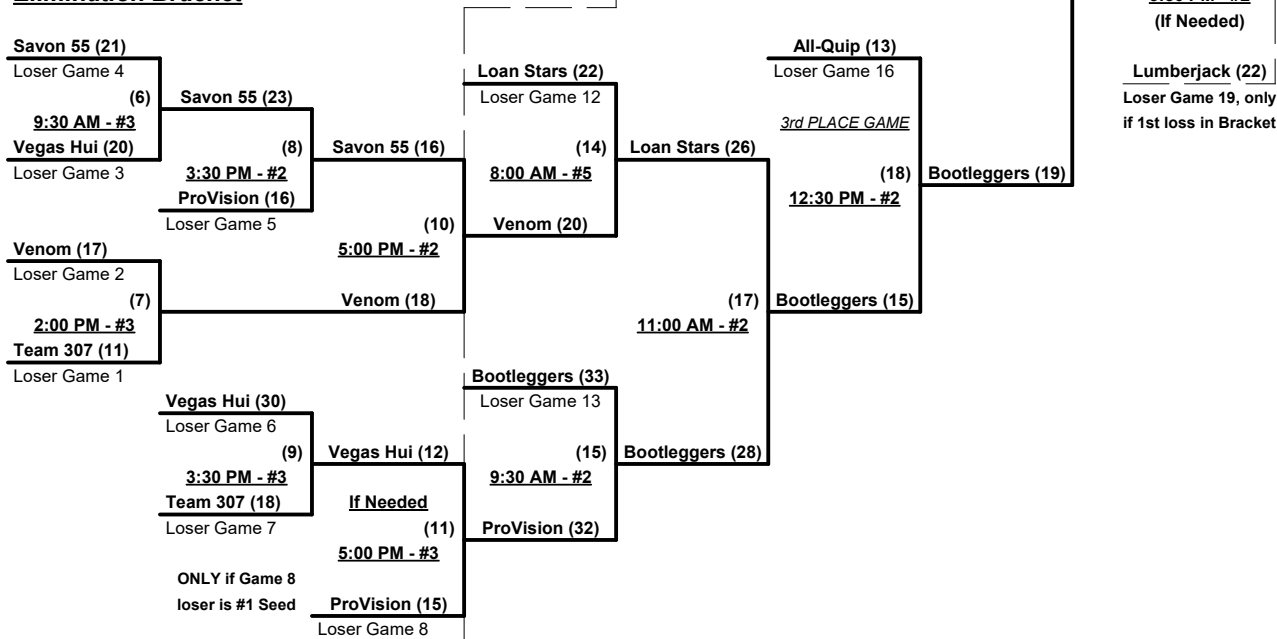 Elimination Bracket
(If Needed)
Savon 55 (21)
Loser Game 4
(6)
9:30 AM - #3
Vegas Hui (20)
Loser Game 3
Savon 55 (23)
(8)
3:30 PM - #2
ProVision (16)
Loser Game 5
Savon 55 (16)
(10)
5:00 PM - #2
Venom (17)
Loser Game 2
(7)
2:00 PM - #3
Team 307 (11)
Loser Game 1
Venom (18)
Loan Stars (22)
Loser Game 12
(14)
8:00 AM - #5
Venom (20)
Loan Stars (26)
All-Quip (13)
Loser Game 16
3rd PLACE GAME
(18)
12:30 PM - #2
Bootleggers (19)
Lumberjack (22)
Loser Game 19, only
if 1st loss in Bracket
(17)
11:00 AM - #2
Bootleggers (15)
Vegas Hui (30)
Loser Game 6
(9)
3:30 PM - #3
Team 307 (18)
Loser Game 7
Vegas Hui (12)
If Needed
(11)
5:00 PM - #3
ONLY if Game 8
loser is #1 Seed
ProVision (15)
Loser Game 8
Bootleggers (33)
Loser Game 13
(15)
9:30 AM - #2
ProVision (32)
Bootleggers (28)